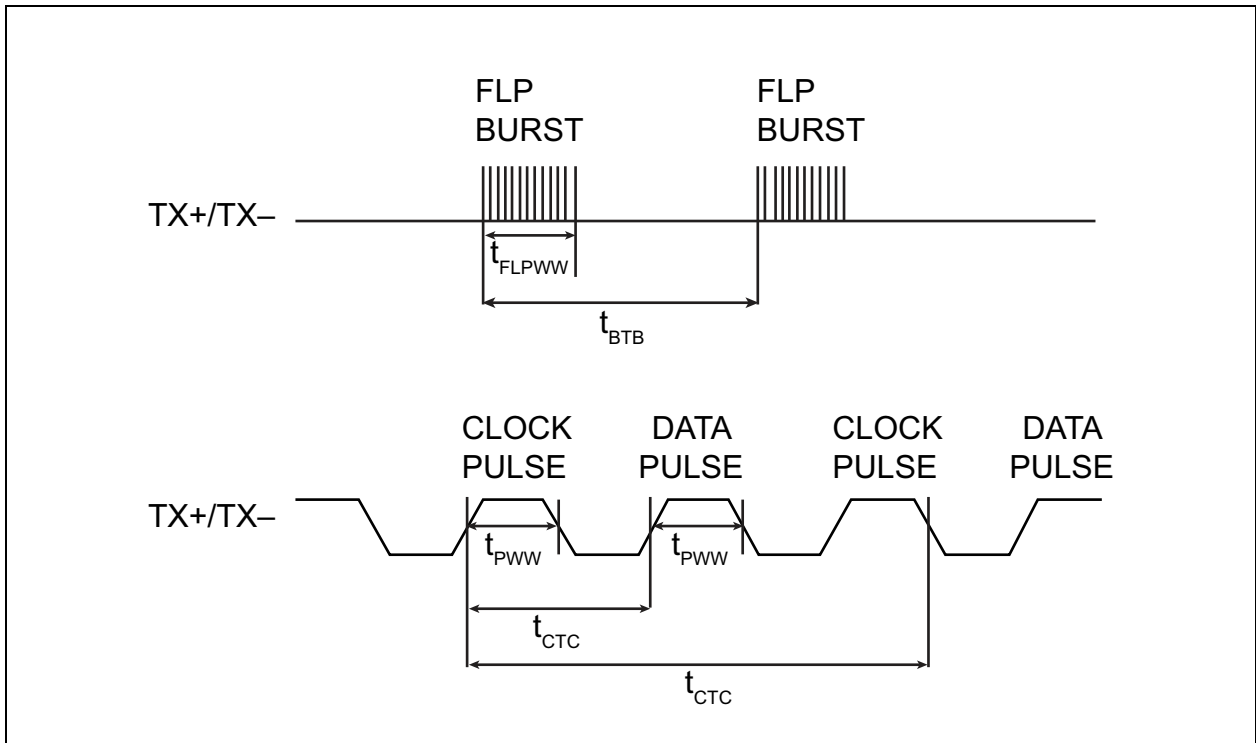 FLP
BURST
FLP
BURST
TX+/TX–
tFLPWW
tBTB
CLOCK
PULSE
DATA
PULSE
CLOCK
PULSE
DATA
PULSE
TX+/TX–
tPWW
tPWW
tCTC
tCTC